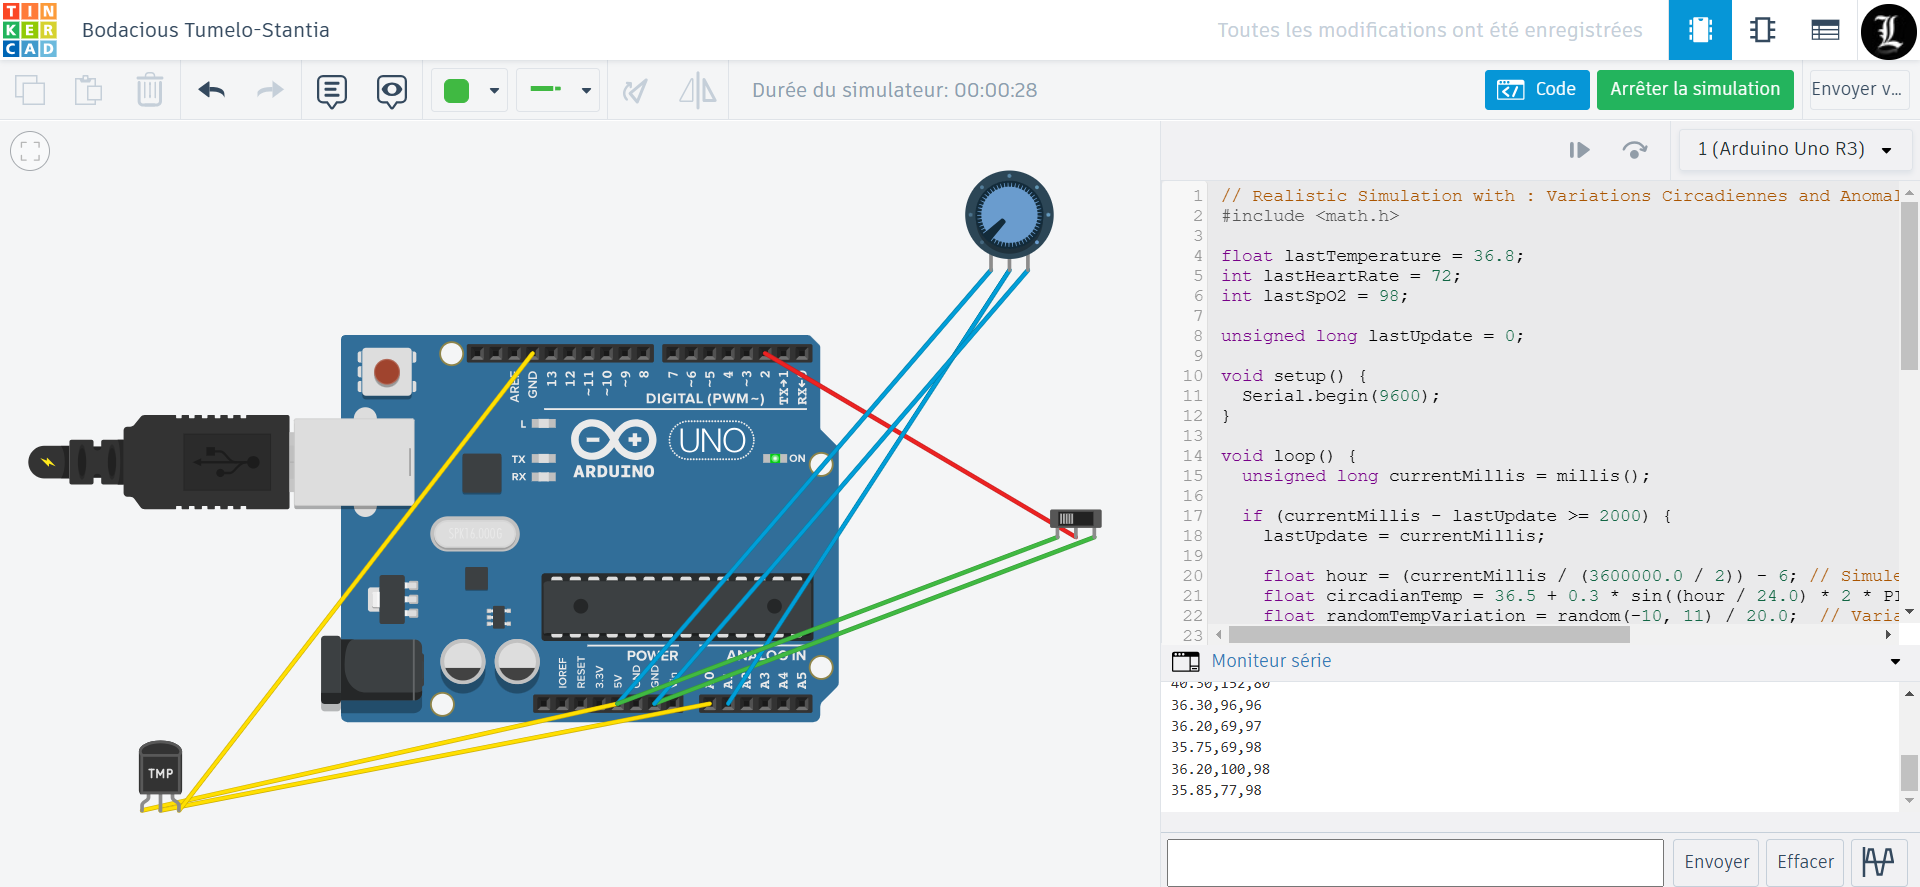 TINKERCAD
Bodacious Tumelo-Stantia
Toutes les modifications ont été enregistrées
Durée du simulateur: 00:00:28
Code
Arrêter la simulation
Envoyer v...
1 (Arduino Uno R3)
1 // Realistic Simulation with : Variations Circadiennes and Anomal
2 #include <math.h>
3
4 float lastTemperature = 36.8;
5 int lastHeartRate = 72;
6 int lastSpO2 = 98;
7
8 unsigned long lastUpdate = 0;
9
10 void setup() {
11 Serial.begin(9600);
12 }
13
14 void loop() {
15 unsigned long currentMillis = millis();
16
17 if (currentMillis - lastUpdate >= 2000) {
18 lastUpdate = currentMillis;
19
20 float hour = (currentMillis / (3600000.0 / 2)) - 6; // Simule
21 float circadianTemp = 36.5 + 0.3 * sin((hour / 24.0) * 2 * PI
22 float randomTempVariation = random(-10, 11) / 20.0; // Varia
23
Moniteur série
40.30,152,80
36.30,96,96
36.20,69,97
35.75,69,98
36.20,100,98
35.85,77,98
Envoyer
Effacer
AREF
GND
13
12
~11
~10
~9
8
7
~6
~5
4
~3
2
TX→1
RX←0
DIGITAL (PWM~)
L
TX
RX
ARDUINO
UNO
ON
SPK16.000G
POWER
ANALOG IN
IOREF
RESET
3.3V
5V
GND
GND
Vin
A0
A1
A2
A3
A4
A5
TMP